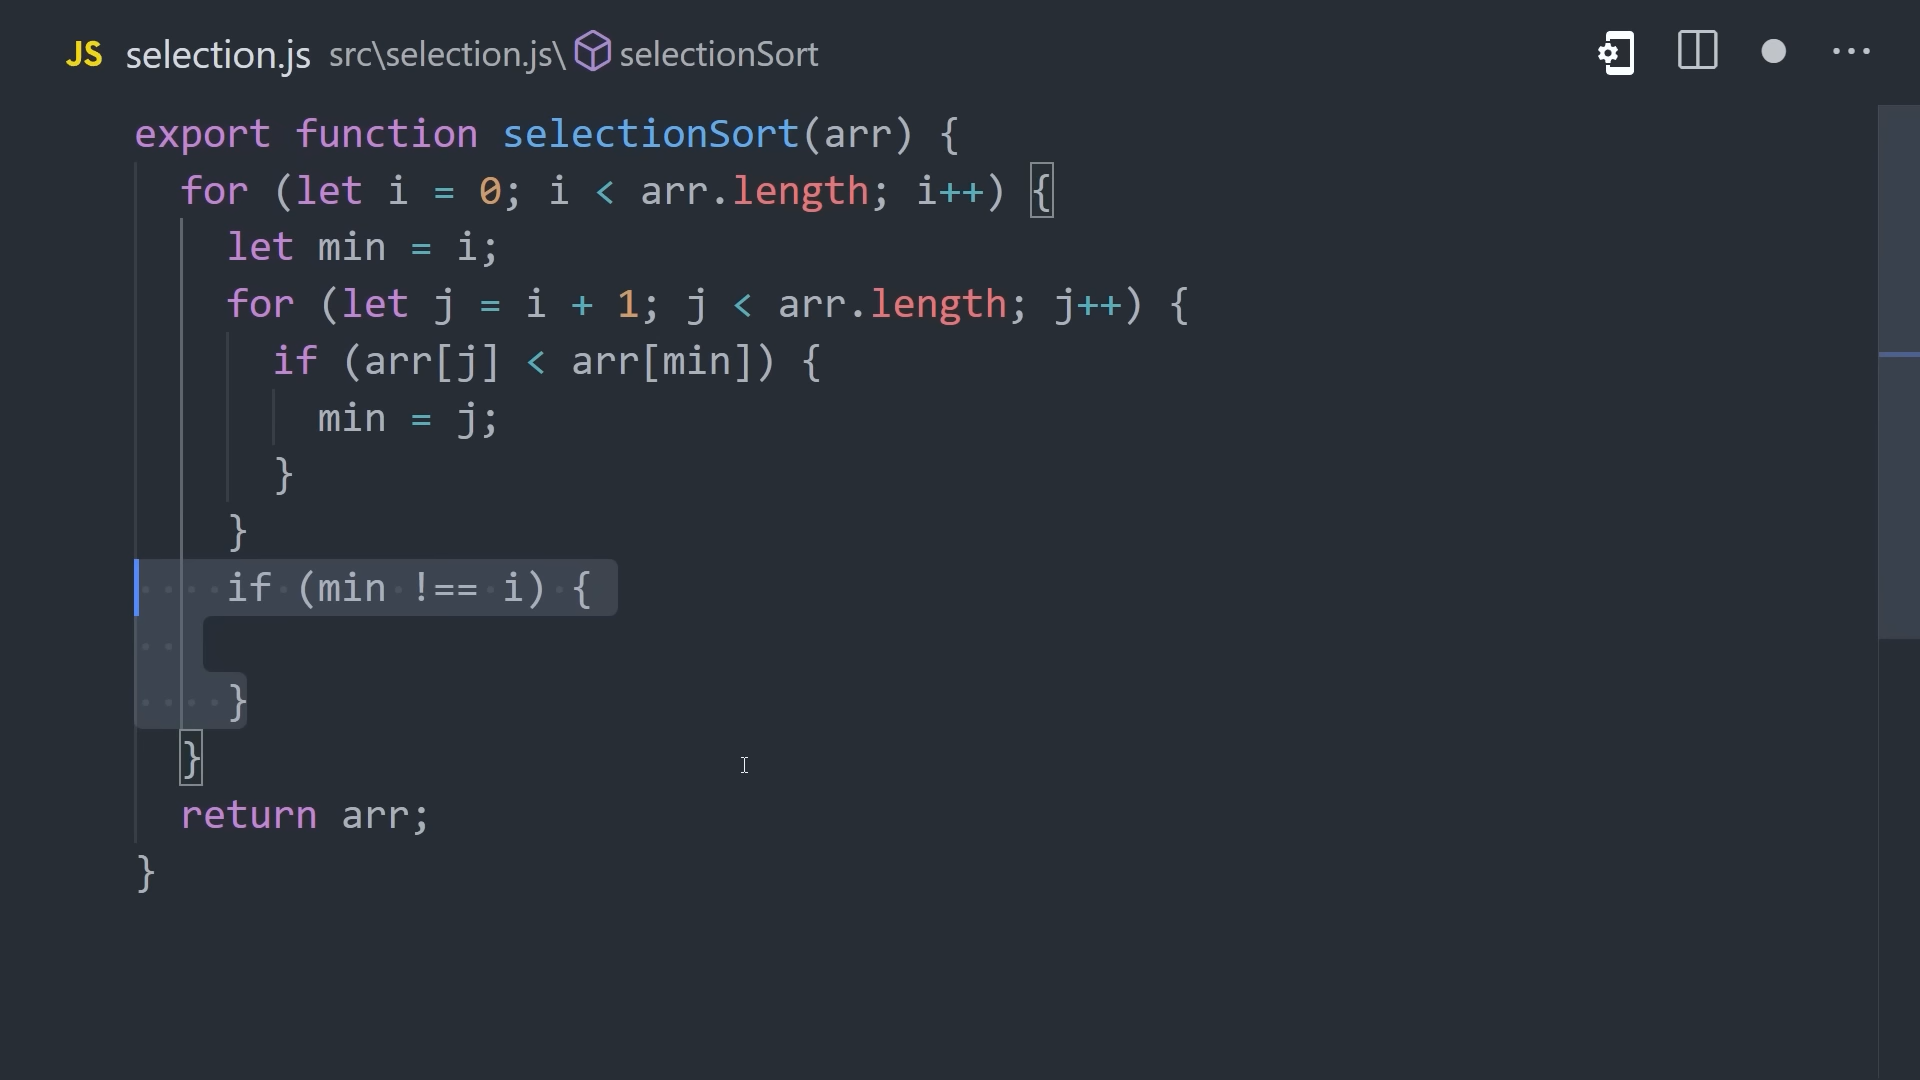 JS selection.js src\selection.js\ selectionSort
export function selectionSort(arr) {
  for (let i = 0; i < arr.length; i++) {
    let min = i;
    for (let j = i + 1; j < arr.length; j++) {
      if (arr[j] < arr[min]) {
        min = j;
      }
    }
    if (min !== i) {

    }
  }
  return arr;
}